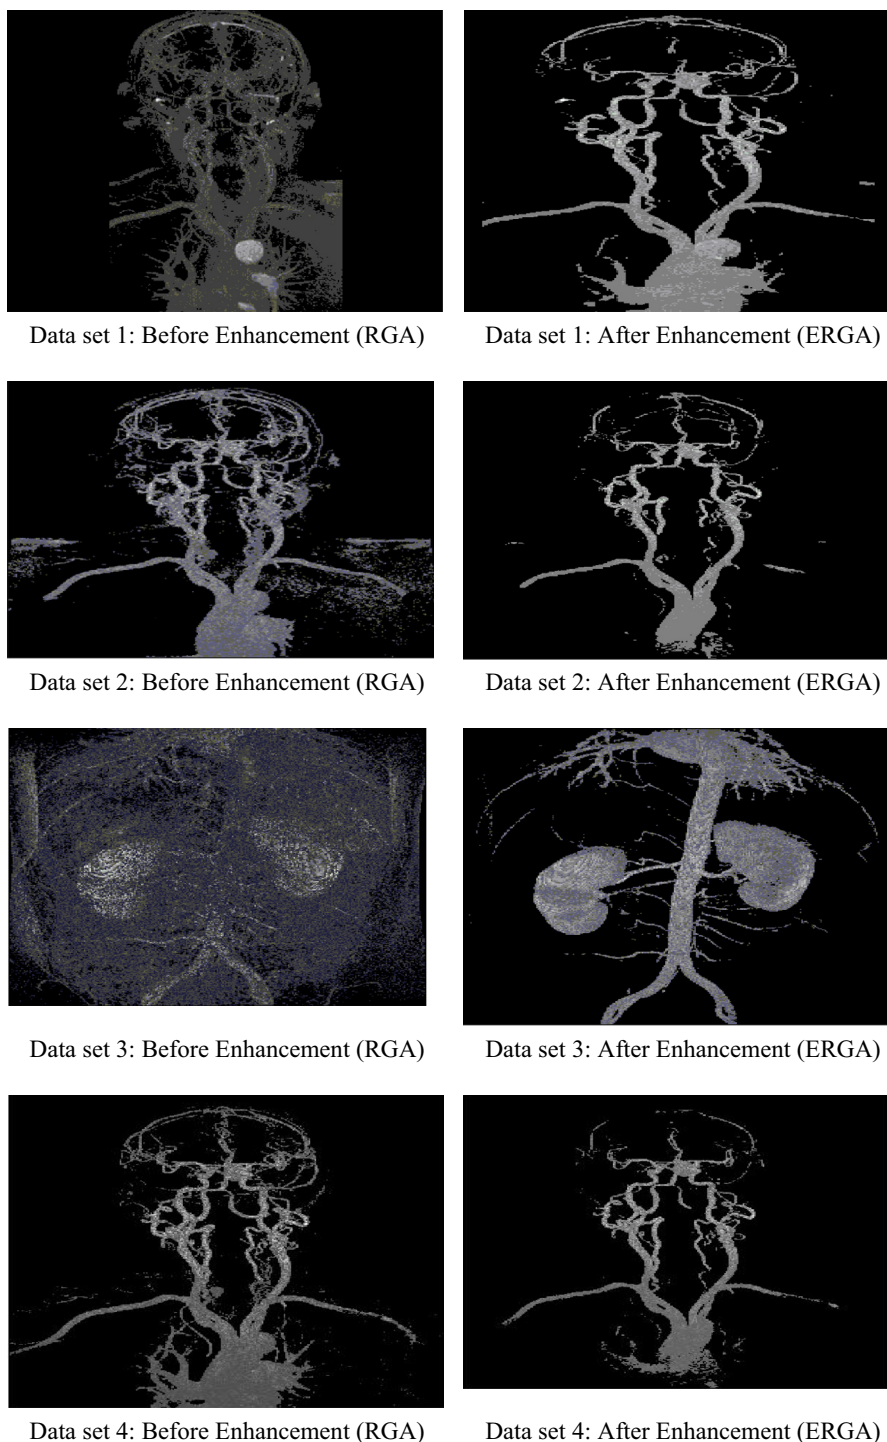 Data set 1: Before Enhancement (RGA)
Data set 1: After Enhancement (ERGA)
Data set 2: Before Enhancement (RGA)
Data set 2: After Enhancement (ERGA)
Data set 3: Before Enhancement (RGA)
Data set 3: After Enhancement (ERGA)
Data set 4: Before Enhancement (RGA)
Data set 4: After Enhancement (ERGA)